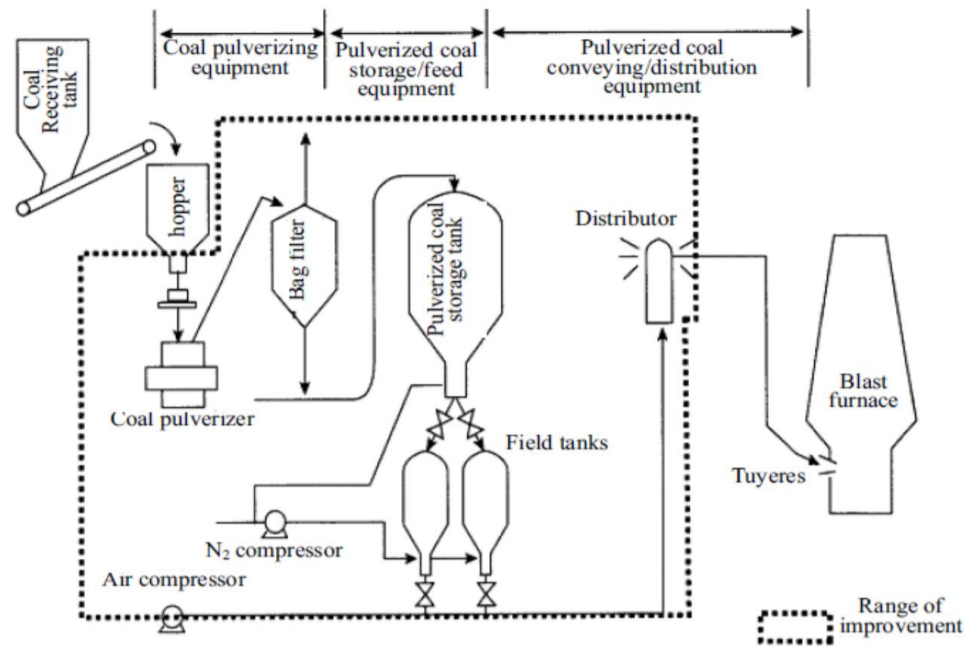 Coal pulverizing
equipment
Pulverized coal
storage/feed
equipment
Pulverized coal
conveying/distribution
equipment
Coal
Receiving
tank
hopper
Bag filter
Pulverized coal
storage tank
Distributor
Blast
furnace
Coal pulverizer
Field tanks
Tuyeres
N₂ compressor
Air compressor
Range of
improvement